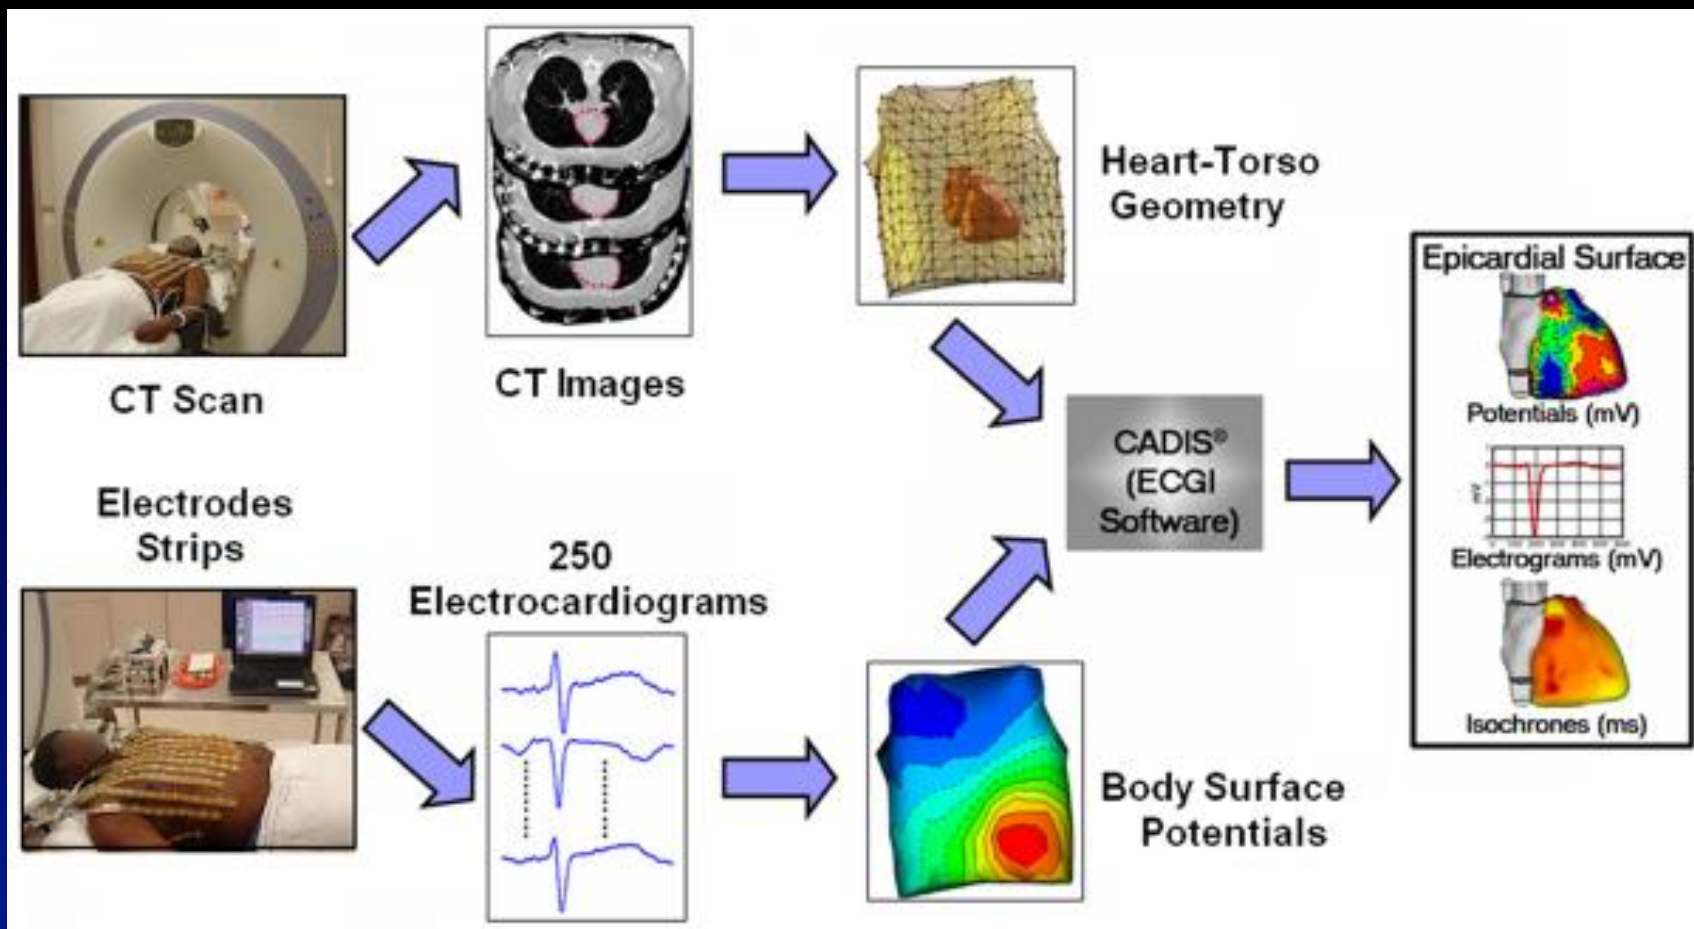 CT Scan
CT Images
Heart-Torso
Geometry
Electrodes
Strips
250
Electrocardiograms
Body Surface
Potentials
CADIS®
(ECGI
Software)
Epicardial Surface
Potentials (mV)
mV
Electrograms (mV)
Isochrones (ms)